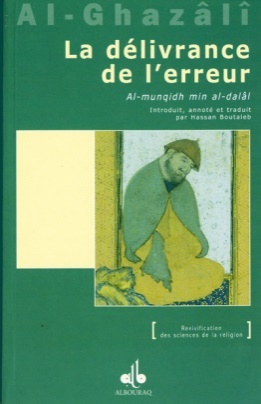 Al-Ghazâlî
La délivrance
de l'erreur
Al-munqidh min al-dalâl
Introduit, annoté et traduit
par Hassan Boutaleb
[ Revivification
des sciences de la religion ]
ALBOURAQ